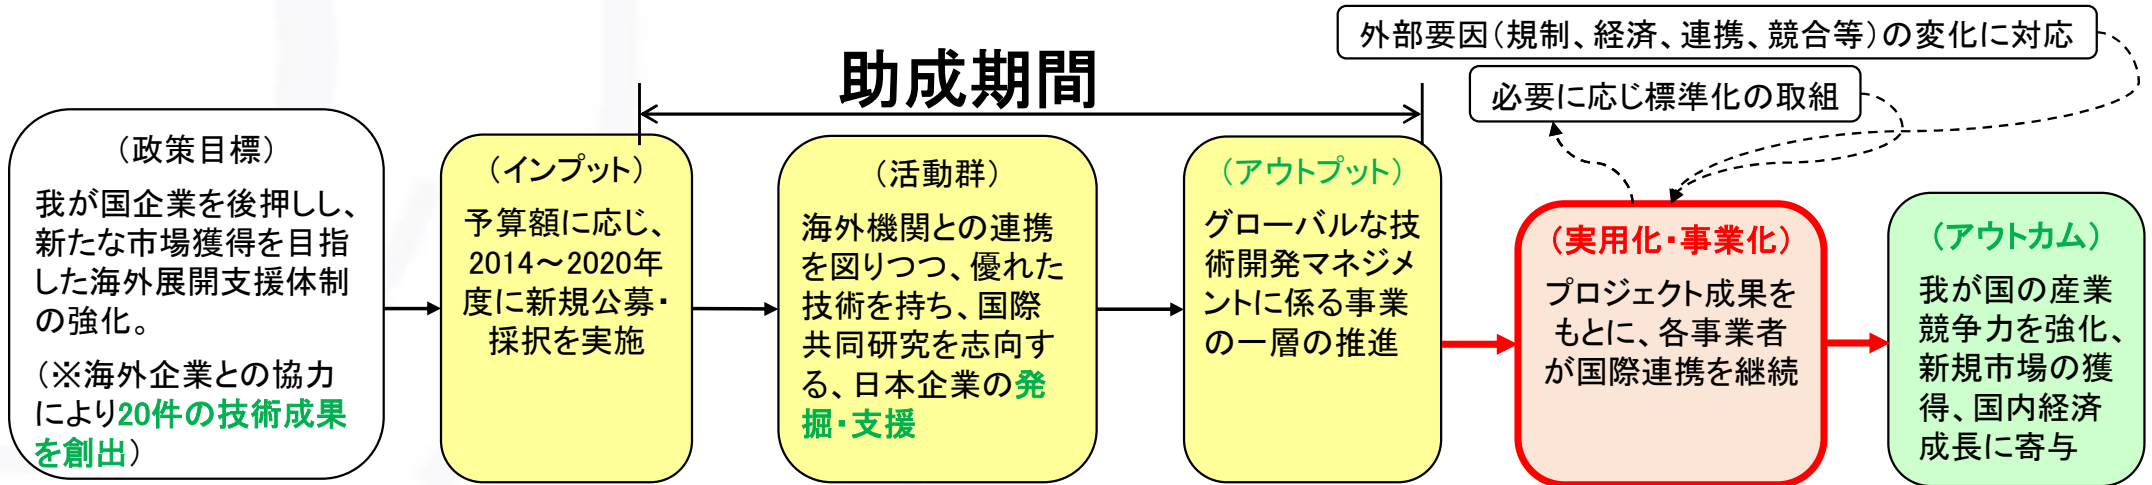 外部要因（規制、経済、連携、競合等）の変化に対応
助成期間
必要に応じ標準化の取組
（政策目標）
我が国企業を後押しし、
新たな市場獲得を目指
した海外展開支援体制
の強化。
（※海外企業との協力
により20件の技術成果
を創出）
（インプット）
予算額に応じ、
2014～2020年
度に新規公募・
採択を実施
（活動群）
海外機関との連携
を図りつつ、優れた
技術を持ち、国際
共同研究を志向す
る、日本企業の発
掘・支援
（アウトプット）
グローバルな技
術開発マネジメ
ントに係る事業
の一層の推進
（実用化・事業化）
プロジェクト成果を
もとに、各事業者
が国際連携を継続
（アウトカム）
我が国の産業
競争力を強化、
新規市場の獲
得、国内経済
成長に寄与